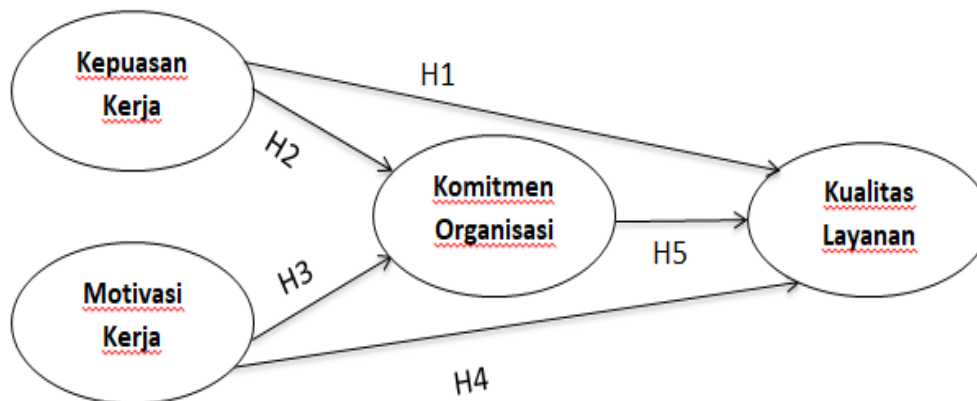 Kepuasan
Kerja
H1
H2
Komitmen
Organisasi
Kualitas
Layanan
H5
H3
Motivasi
Kerja
H4